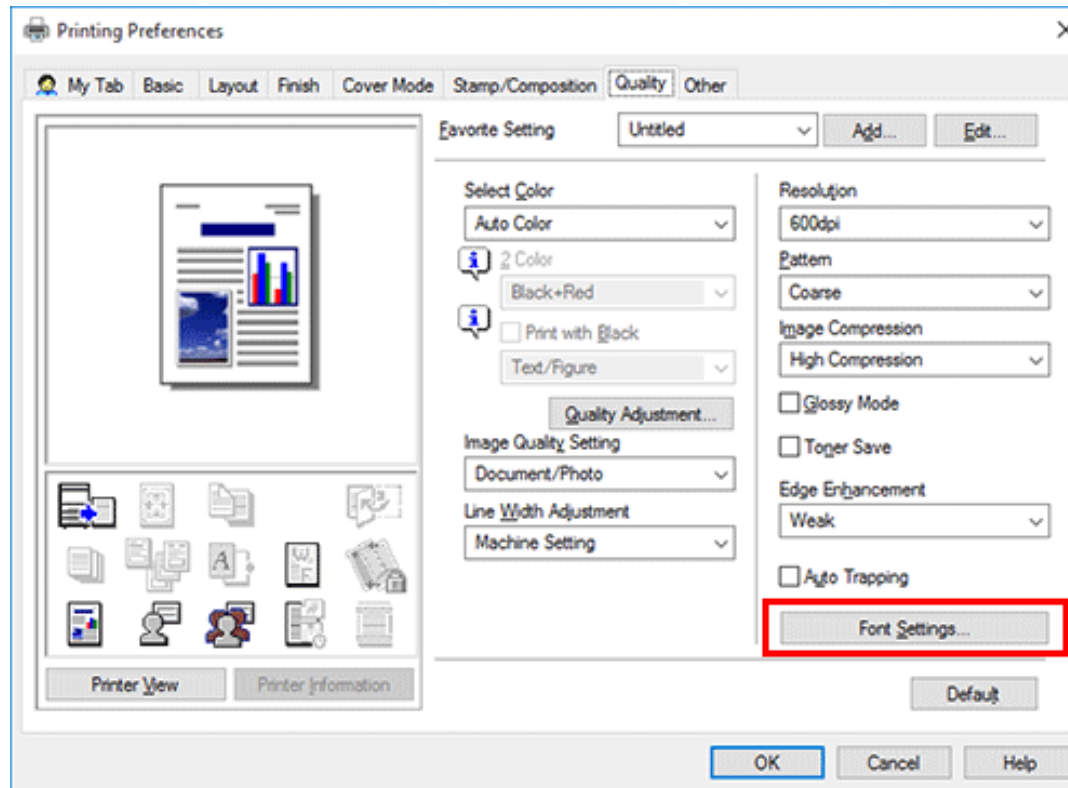 Printing Preferences
My Tab Basic Layout Finish Cover Mode Stamp/Composition Quality Other
Favorite Setting Untitled Add... Edit...
Select Color
Auto Color
2 Color
Black+Red
Print with Black
Text/Figure
Quality Adjustment...
Image Quality Setting
Document/Photo
Line Width Adjustment
Machine Setting
Resolution
600dpi
Pattern
Coarse
Image Compression
High Compression
Glossy Mode
Toner Save
Edge Enhancement
Weak
Auto Trapping
Font Settings...
Printer View Printer Information
Default
OK Cancel Help